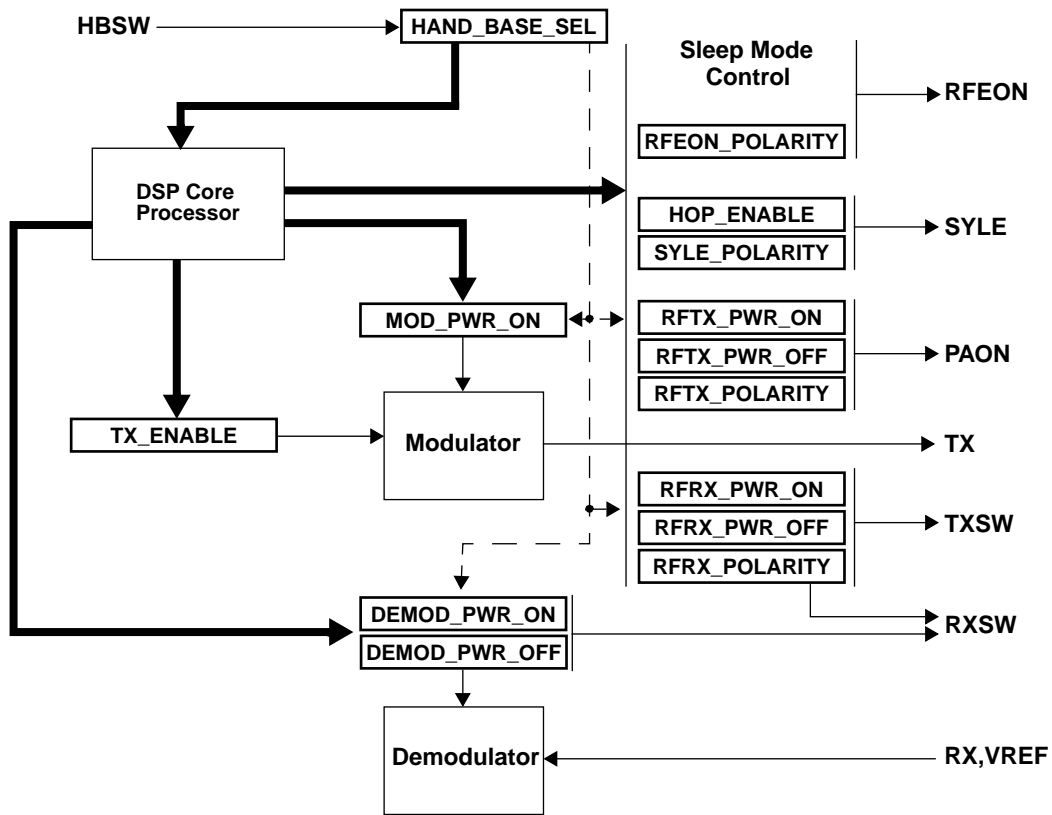 HBSW
HAND_BASE_SEL
Sleep Mode
Control
RFEON
RFEON_POLARITY
DSP Core
Processor
HOP_ENABLE
SYLE_POLARITY
SYLE
MOD_PWR_ON
RFTX_PWR_ON
RFTX_PWR_OFF
RFTX_POLARITY
PAON
TX_ENABLE
Modulator
TX
RFRX_PWR_ON
RFRX_PWR_OFF
RFRX_POLARITY
TXSW
DEMOD_PWR_ON
DEMOD_PWR_OFF
RXSW
Demodulator
RX,VREF